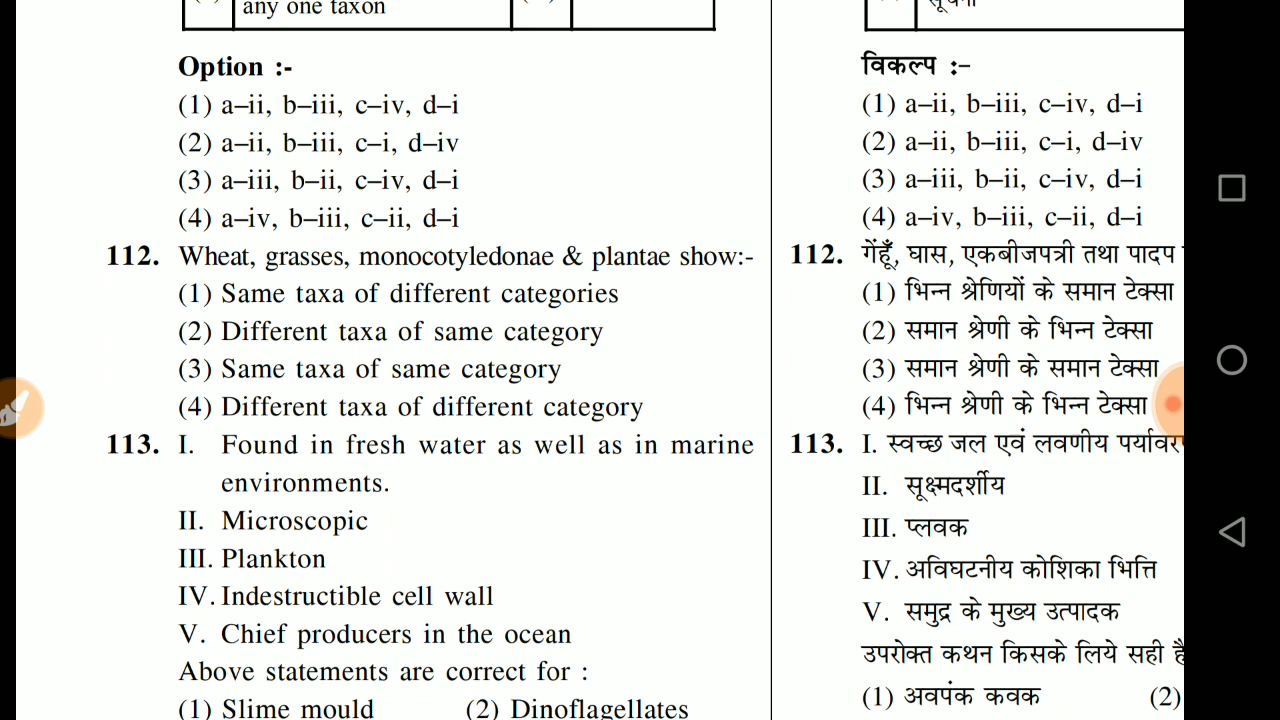 any one taxon
Option :-
(1) a–ii, b–iii, c–iv, d–i
(2) a–ii, b–iii, c–i, d–iv
(3) a–iii, b–ii, c–iv, d–i
(4) a–iv, b–iii, c–ii, d–i
112. Wheat, grasses, monocotyledonae & plantae show:-
(1) Same taxa of different categories
(2) Different taxa of same category
(3) Same taxa of same category
(4) Different taxa of different category
113. I. Found in fresh water as well as in marine
environments.
II. Microscopic
III. Plankton
IV. Indestructible cell wall
V. Chief producers in the ocean
Above statements are correct for :
(1) Slime mould (2) Dinoflagellates
विकल्प :–
(1) a–ii, b–iii, c–iv, d–i
(2) a–ii, b–iii, c–i, d–iv
(3) a–iii, b–ii, c–iv, d–i
(4) a–iv, b–iii, c–ii, d–i
112. गेंहूँ, घास, एकबीजपत्री तथा पादप
(1) भिन्न श्रेणियों के समान टेक्सा
(2) समान श्रेणी के भिन्न टेक्सा
(3) समान श्रेणी के समान टेक्सा
(4) भिन्न श्रेणी के भिन्न टेक्सा
113. I. स्वच्छ जल एवं लवणीय
II. सूक्ष्मदर्शीय
III. प्लवक
IV. अविघटनीय कोशिका भित्ति
V. समुद्र के मुख्य उत्पादक
उपरोक्त कथन किसके लिये सही है
(1) अवपंक कवक (2)